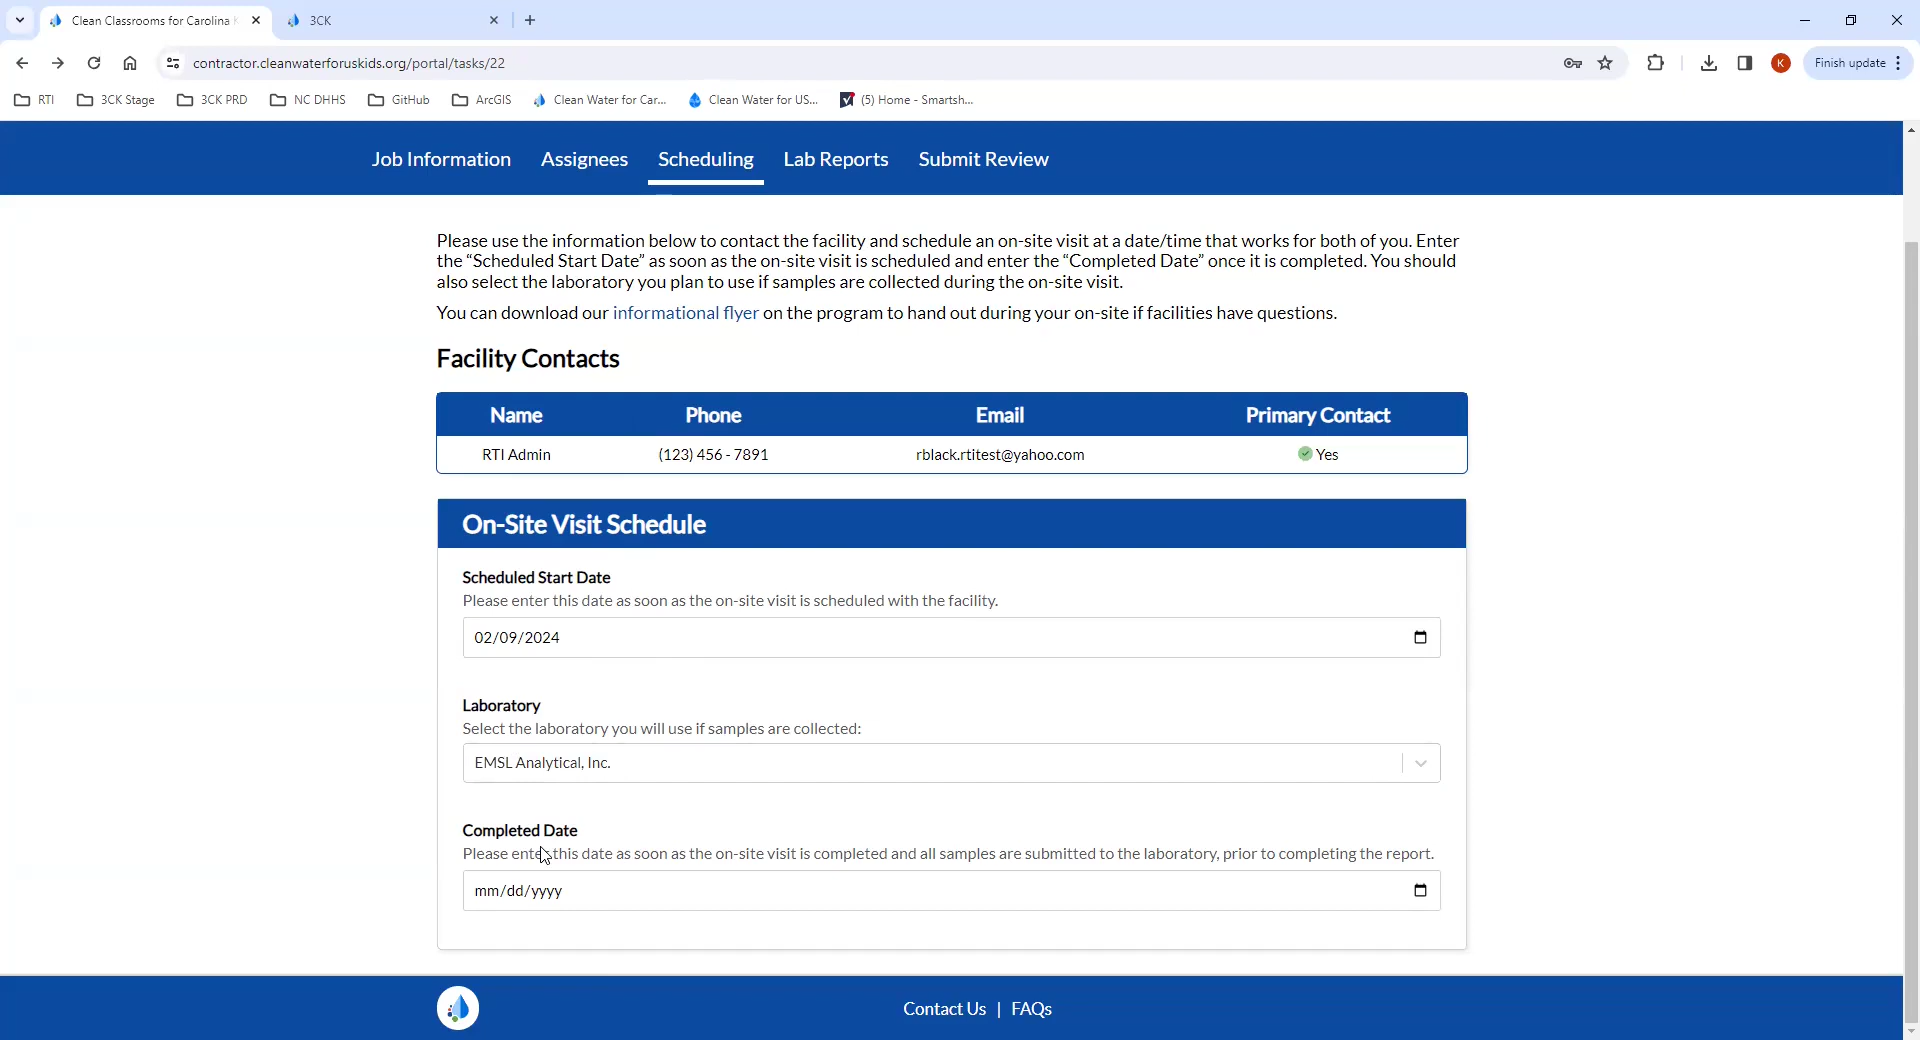 Clean Classrooms for Carolina
3CK
contractor.cleanwaterforuskids.org/portal/tasks/22
K
Finish update
RTI
3CK Stage
3CK PRD
NC DHHS
GitHub
ArcGIS
Clean Water for Car...
Clean Water for US...
(5) Home - Smartsh...
Job Information
Assignees
Scheduling
Lab Reports
Submit Review
Please use the information below to contact the facility and schedule an on-site visit at a date/time that works for both of you. Enter
the “Scheduled Start Date” as soon as the on-site visit is scheduled and enter the “Completed Date” once it is completed. You should
also select the laboratory you plan to use if samples are collected during the on-site visit.
You can download our informational flyer on the program to hand out during your on-site if facilities have questions.
Facility Contacts
Name Phone Email Primary Contact
RTI Admin (123) 456 - 7891 rblack.rtitest@yahoo.com Yes
On-Site Visit Schedule
Scheduled Start Date
Please enter this date as soon as the on-site visit is scheduled with the facility.
02/09/2024
Laboratory
Select the laboratory you will use if samples are collected:
EMSL Analytical, Inc.
Completed Date
Please enter this date as soon as the on-site visit is completed and all samples are submitted to the laboratory, prior to completing the report.
mm/dd/yyyy
Contact Us | FAQs